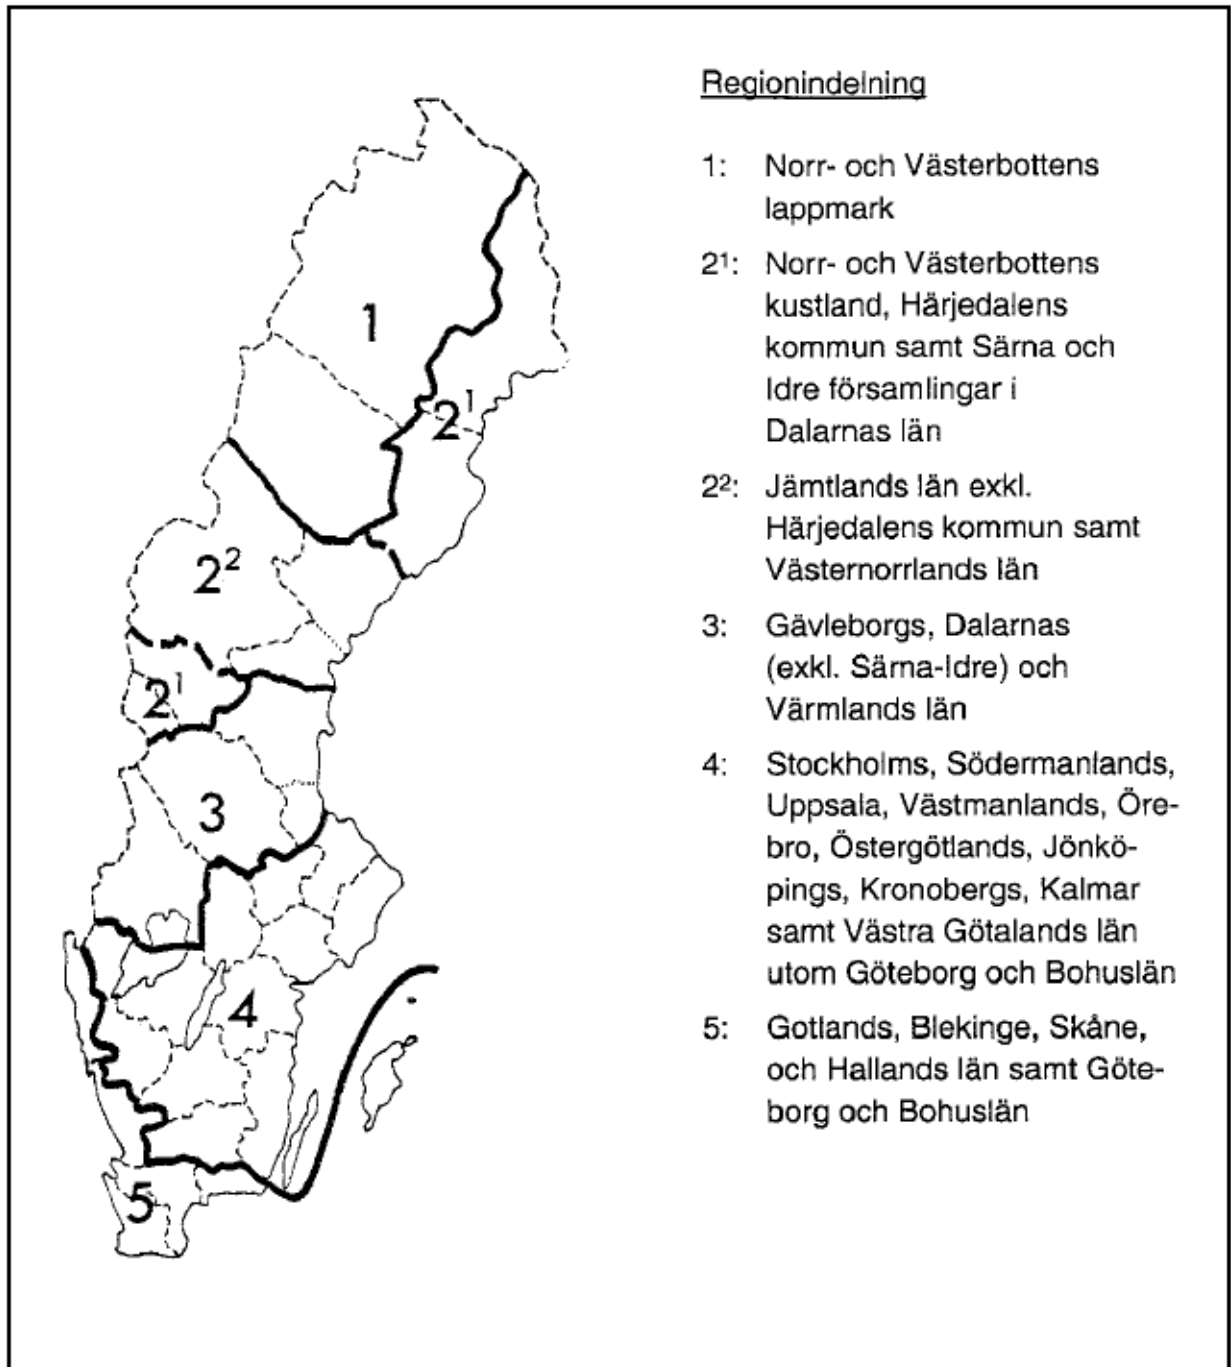 Regionindelning
1: Norr- och Västerbottens
lappmark
2¹: Norr- och Västerbottens
kustland, Härjedalens
kommun samt Särna och
Idre församlingar i
Dalarnas län
2²: Jämtlands län exkl.
Härjedalens kommun samt
Västernorrlands län
3: Gävleborgs, Dalarnas
(exkl. Särna-Idre) och
Värmlands län
4: Stockholms, Södermanlands,
Uppsala, Västmanlands, Öre-
bro, Östergötlands, Jönkö-
pings, Kronobergs, Kalmar
samt Västra Götalands län
utom Göteborg och Bohuslän
5: Gotlands, Blekinge, Skåne,
och Hallands län samt Göte-
borg och Bohuslän
1
2¹
2²
2¹
3
4
5